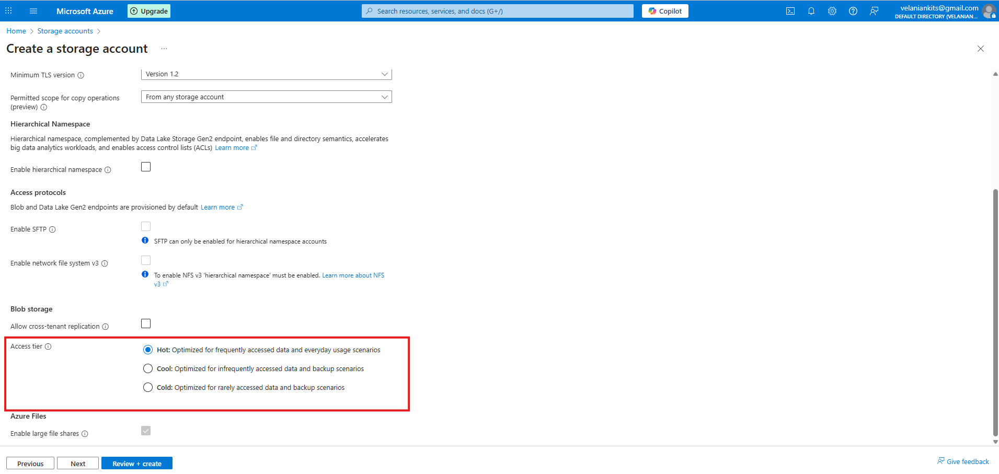 Microsoft Azure
Upgrade
Search resources, services, and docs (G+/)
Copilot
velaniankits@gmail.com
DEFAULT DIRECTORY (VELANIAN...
Home > Storage accounts >
Create a storage account ...
Minimum TLS version
Version 1.2
Permitted scope for copy operations
(preview)
From any storage account
Hierarchical Namespace
Hierarchical namespace, complemented by Data Lake Storage Gen2 endpoint, enables file and directory semantics, accelerates
big data analytics workloads, and enables access control lists (ACLs) Learn more
Enable hierarchical namespace
Access protocols
Blob and Data Lake Gen2 endpoints are provisioned by default Learn more
Enable SFTP
SFTP can only be enabled for hierarchical namespace accounts
Enable network file system v3
To enable NFS v3 'hierarchical namespace' must be enabled. Learn more about NFS
v3
Blob storage
Allow cross-tenant replication
Access tier
Hot: Optimized for frequently accessed data and everyday usage scenarios
Cool: Optimized for infrequently accessed data and backup scenarios
Cold: Optimized for rarely accessed data and backup scenarios
Azure Files
Enable large file shares
Previous
Next
Review + create
Give feedback